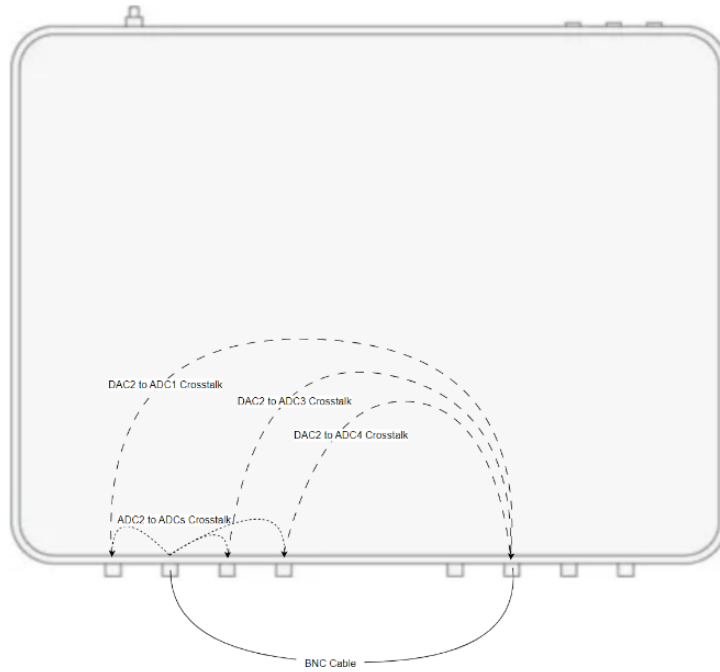 DAC2 to ADC1 Crosstalk
DAC2 to ADC3 Crosstalk
DAC2 to ADC4 Crosstalk
ADC2 to ADCs Crosstalk
BNC Cable